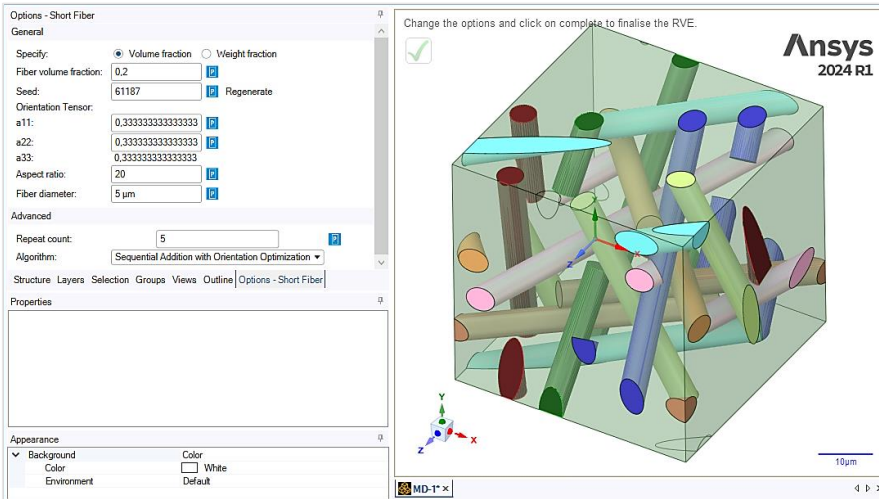 Options - Short Fiber
General
Specify: Volume fraction Weight fraction
Fiber volume fraction: 0,2
Seed: 61187 Regenerate
Orientation Tensor:
a11: 0,333333333333333
a22: 0,333333333333333
a33: 0,333333333333333
Aspect ratio: 20
Fiber diameter: 5 µm
Advanced
Repeat count: 5
Algorithm: Sequential Addition with Orientation Optimization
Structure Layers Selection Groups Views Outline Options - Short Fiber
Properties
Appearance
Background Color
Color White
Environment Default
Change the options and click on complete to finalise the RVE.
Ansys
2024 R1
Y
X
Z
Y
X
Z
10µm
MD-1* ×